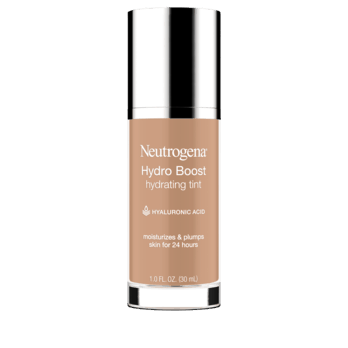 Neutrogena®
Hydro Boost
hydrating tint
HYALURONIC ACID
moisturizes & plumps
skin for 24 hours
1.0 FL. OZ. (30 mL)